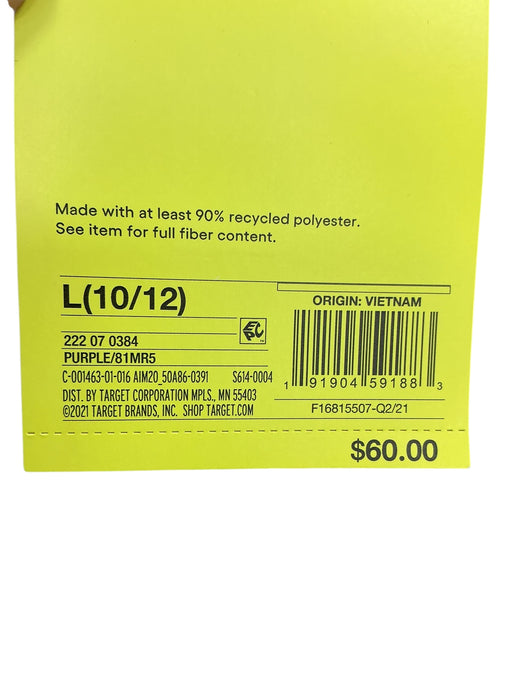 Made with at least 90% recycled polyester.
See item for full fiber content.
L(10/12)
EPC
222 07 0384
PURPLE/81MR5
C-001463-01-016 AIM20_50A86-0391 S614-0004
DIST. BY TARGET CORPORATION MPLS., MN 55403
©2021 TARGET BRANDS, INC. SHOP TARGET.COM
ORIGIN: VIETNAM
1 91904 59188 3
F16815507-Q2/21
$60.00